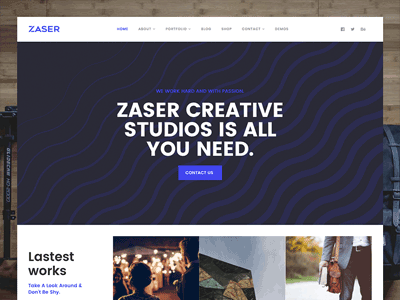 ZASER
HOME ABOUT PORTFOLIO BLOG SHOP CONTACT DEMOS
WE WORK HARD AND WITH PASSION
ZASER CREATIVE
STUDIOS IS ALL
YOU NEED.
CONTACT US
Lastest
works
Take A Look Around &
Don't Be Shy.